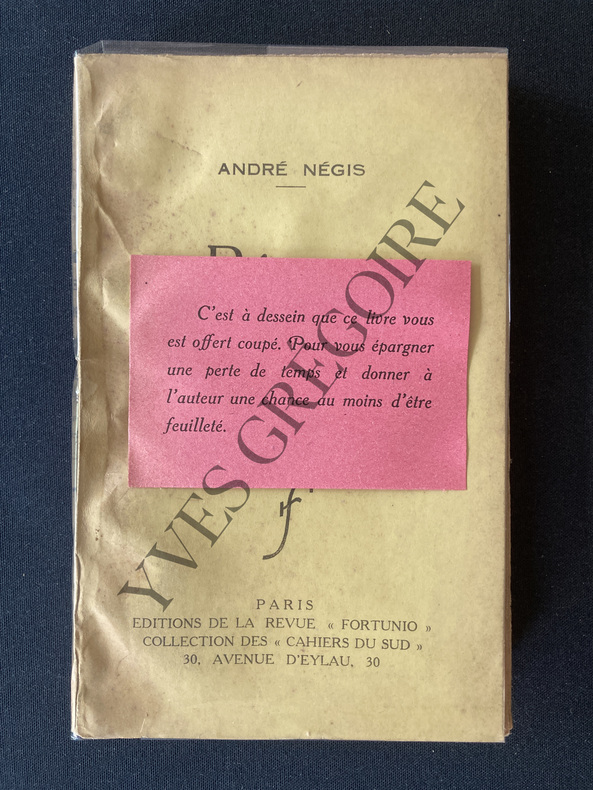 ANDRÉ NÉGIS
C'est à dessein que ce livre vous
est offert coupé. Pour vous épargner
une perte de temps et donner à
l'auteur une chance au moins d'être
feuilleté.
PARIS
EDITIONS DE LA REVUE « FORTUNIO »
COLLECTION DES « CAHIERS DU SUD »
30, AVENUE D'EYLAU, 30
YVES GRÉGOIRE